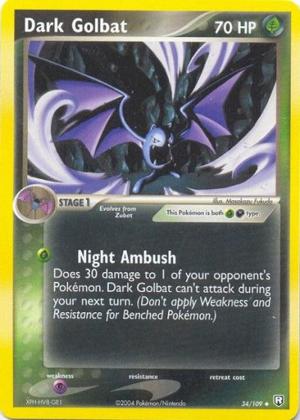 Dark Golbat 70 HP
Illus. Masakazu Fukuda
STAGE 1
Evolves from
Zubat
This Pokémon is both type
Night Ambush
Does 30 damage to 1 of your opponent's
Pokémon. Dark Golbat can't attack
during your next turn. (Don't apply Weakness and
Resistance for Benched Pokémon.)
weakness resistance retreat cost
©2004 Pokémon/Nintendo 34/109